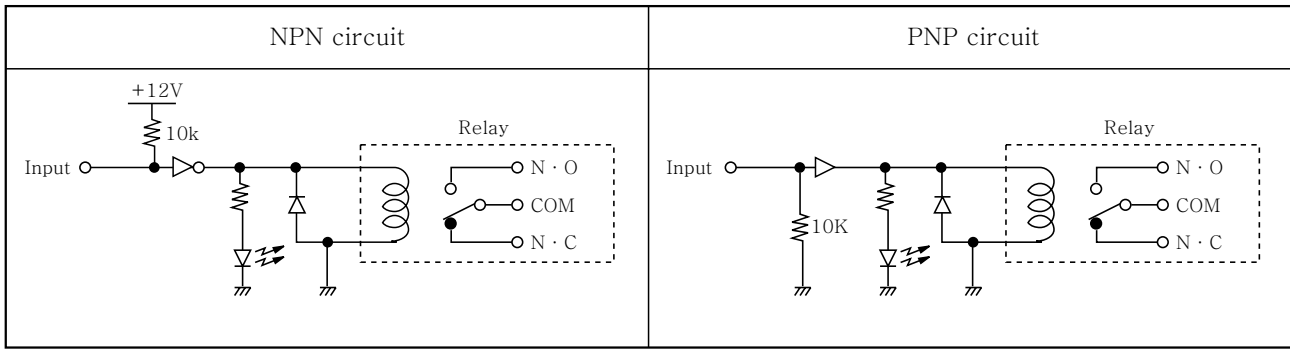 NPN circuit
PNP circuit
+12V
10k
Input
Relay
N · O
COM
N · C
Input
10K
Relay
N · O
COM
N · C